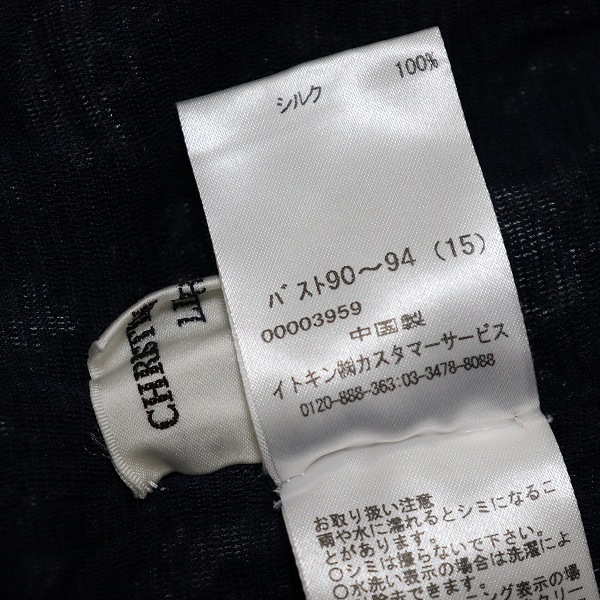 シルク 100%
バスト90～94 (15)
00003959
中国製
イトキン㈱カスタマーサービス
0120-888-363:03-3478-8088
お取り扱い注意
雨や水に濡れるとシミになるこ
とがあります。
○シミは擦らないで下さい。
○水洗い表示の場合は洗濯によ